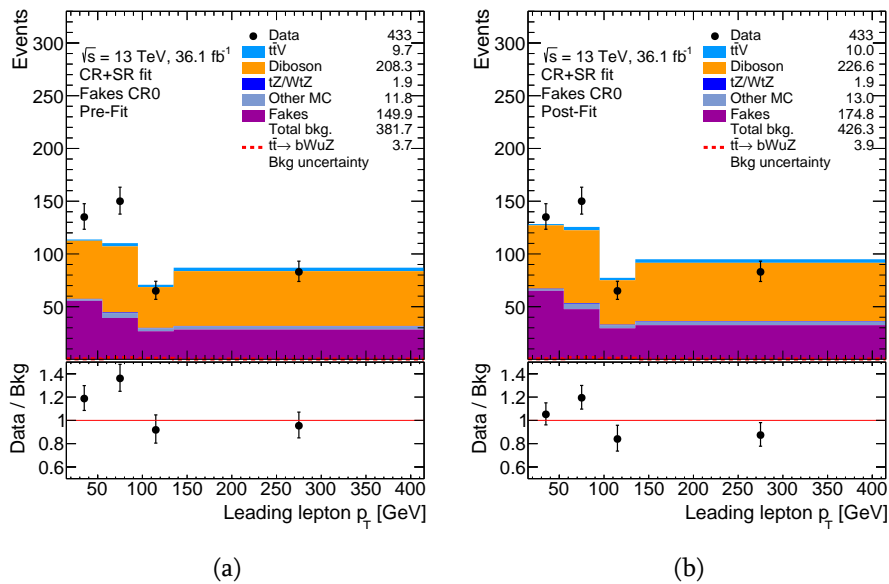 Events
√s = 13 TeV, 36.1 fb⁻¹
CR+SR fit
Fakes CR0
Pre-Fit
Data 433
tt̄V 9.7
Diboson 208.3
tZ/WtZ 1.9
Other MC 11.8
Fakes 149.9
Total bkg. 381.7
tt̄→ bWuZ 3.7
Bkg uncertainty
300
250
200
150
100
50
Data / Bkg
1.4
1.2
1
0.8
0.6
50 100 150 200 250 300 350 400
Leading lepton p_T [GeV]
(a)
Events
√s = 13 TeV, 36.1 fb⁻¹
CR+SR fit
Fakes CR0
Post-Fit
Data 433
tt̄V 10.0
Diboson 226.6
tZ/WtZ 1.9
Other MC 13.0
Fakes 174.8
Total bkg. 426.3
tt̄→ bWuZ 3.9
Bkg uncertainty
300
250
200
150
100
50
Data / Bkg
1.4
1.2
1
0.8
0.6
50 100 150 200 250 300 350 400
Leading lepton p_T [GeV]
(b)